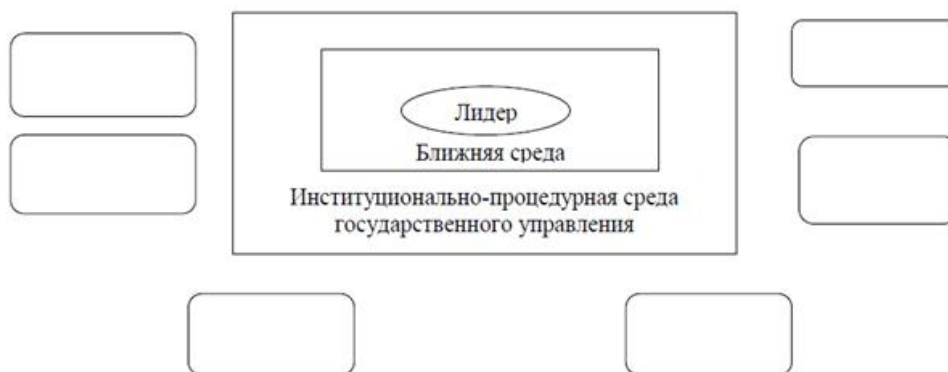 Лидер
Ближняя среда
Институционально-процедурная среда
государственного управления